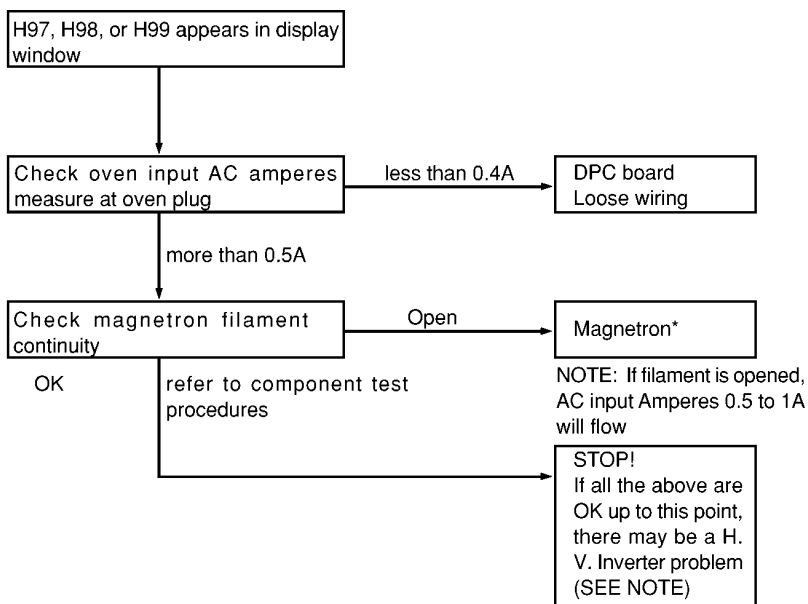 H97, H98, or H99 appears in display
window
Check oven input AC amperes
measure at oven plug
less than 0.4A
DPC board
Loose wiring
more than 0.5A
Check magnetron filament
continuity
Open
Magnetron*
OK
refer to component test
procedures
NOTE: If filament is opened,
AC input Amperes 0.5 to 1A
will flow
STOP!
If all the above are
OK up to this point,
there may be a H.
V. Inverter problem
(SEE NOTE)